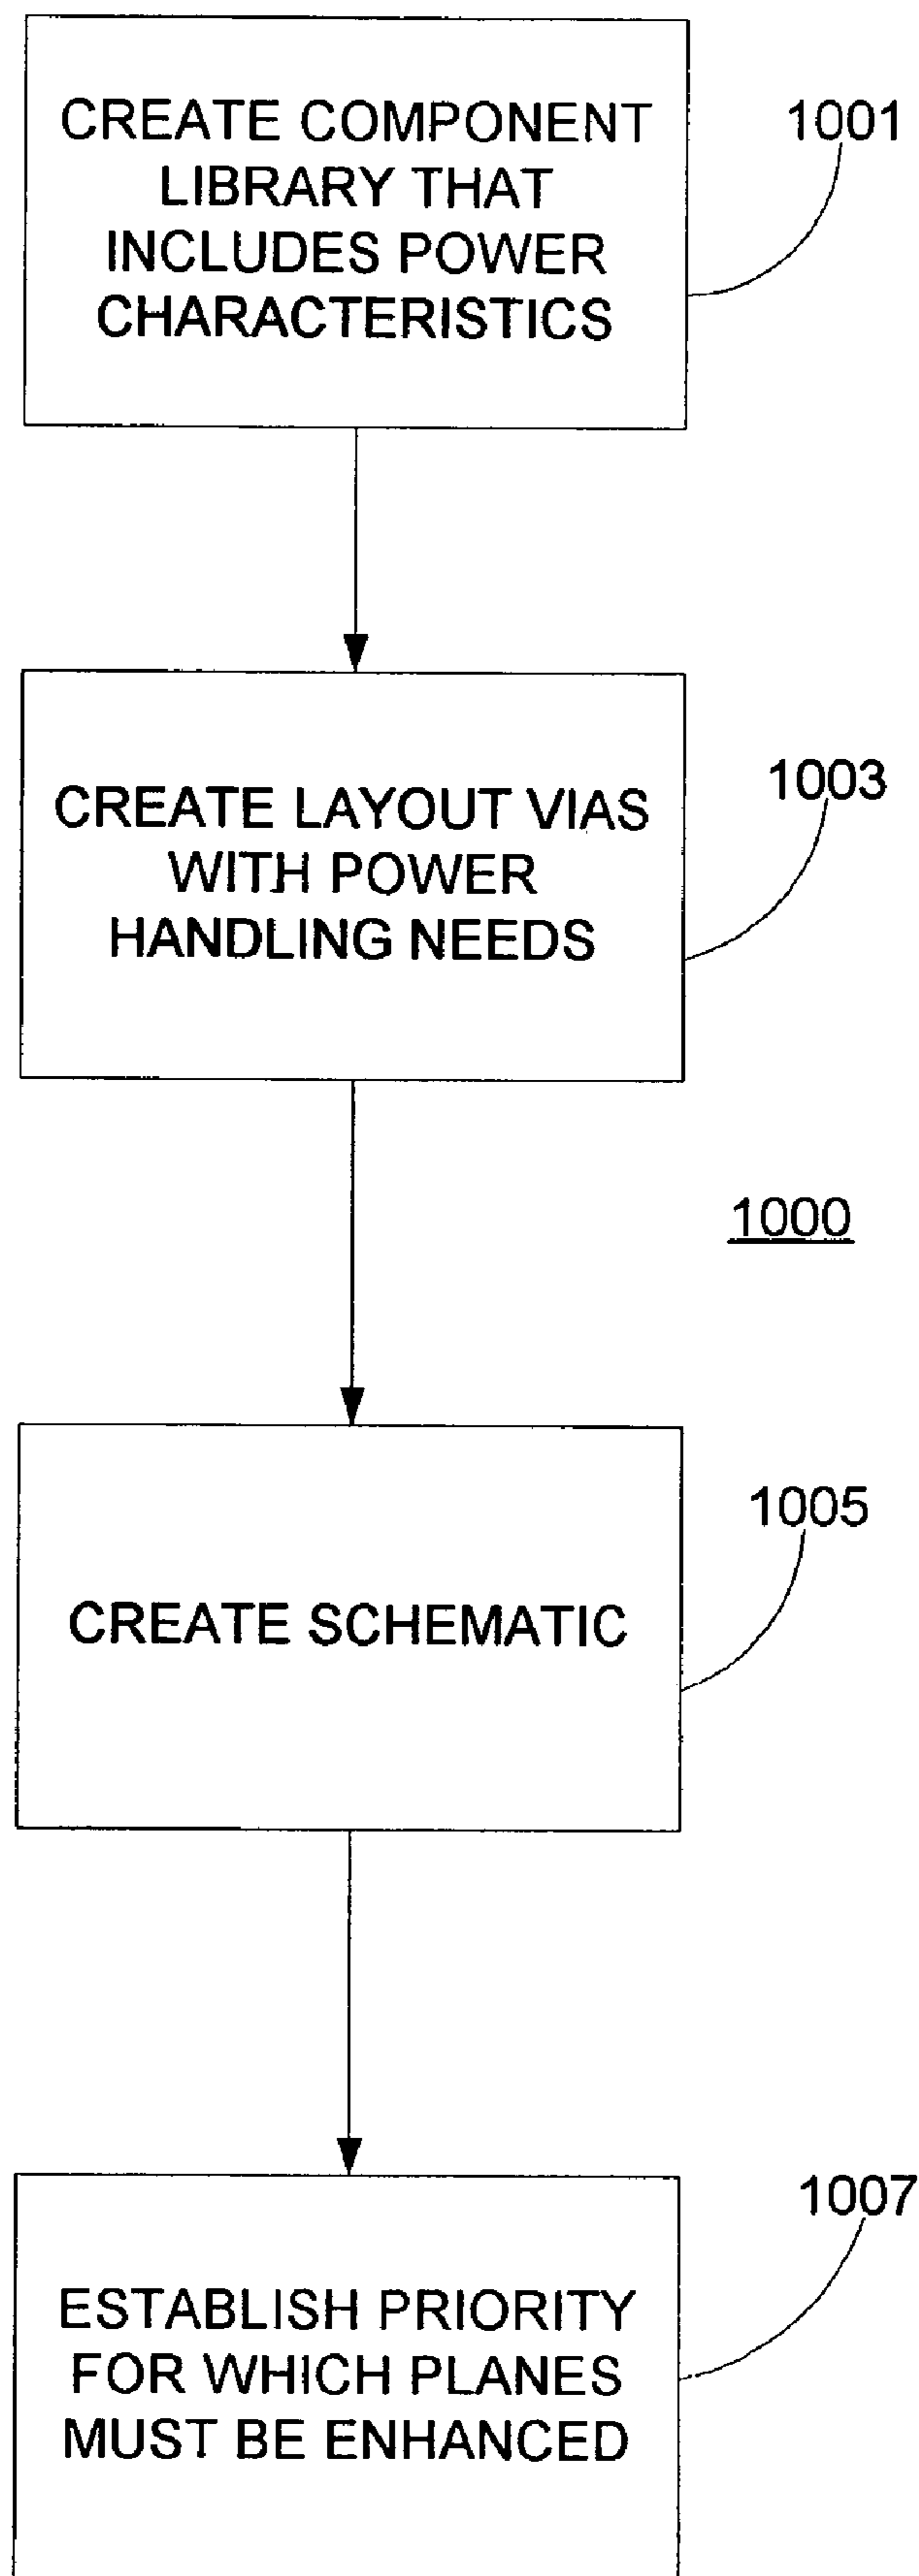 CREATE COMPONENT
LIBRARY THAT
INCLUDES POWER
CHARACTERISTICS
1001
CREATE LAYOUT VIAS
WITH POWER
HANDLING NEEDS
1003
1000
CREATE SCHEMATIC
1005
ESTABLISH PRIORITY
FOR WHICH PLANES
MUST BE ENHANCED
1007